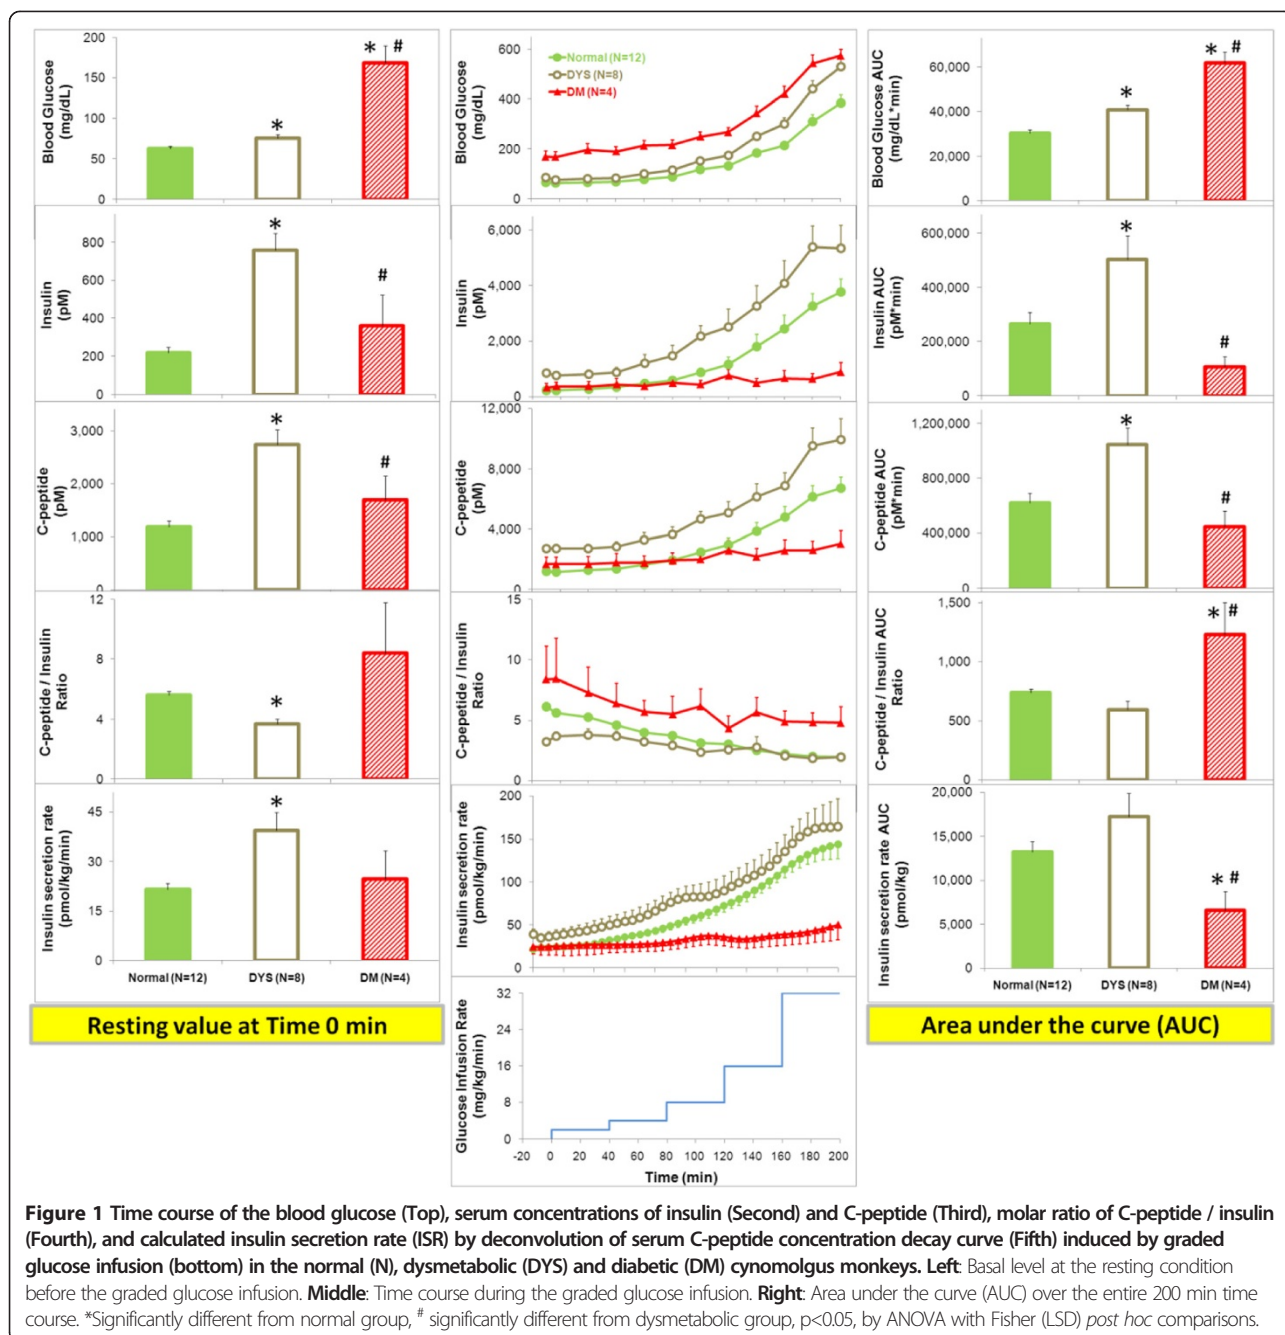 Blood Glucose
(mg/dL)
200
150
100
50
0
*
* #
Blood Glucose
(mg/dL)
600
400
200
0
Normal (N=12)
DYS (N=8)
DM (N=4)
Blood Glucose AUC
(mg/dL*min)
60,000
40,000
20,000
0
*
* #
Insulin
(pM)
800
600
400
200
0
*
#
Insulin
(pM)
6,000
4,000
2,000
0
Insulin AUC
(pM*min)
600,000
400,000
200,000
0
*
#
C-peptide
(pM)
3,000
2,000
1,000
0
*
#
C-pepetide
(pM)
12,000
8,000
4,000
0
C-peptide AUC
(pM*min)
1,200,000
800,000
400,000
0
*
#
C-peptide / Insulin
Ratio
12
8
4
0
*
C-pepetide / Insulin
Ratio
15
10
5
0
C-peptide / Insulin AUC
Ratio
1,500
1,000
500
0
* #
Insulin secretion rate
(pmol/kg/min)
45
30
15
0
*
Normal (N=12)
DYS (N=8)
DM (N=4)
Insulin secretion rate
(pmol/kg/min)
200
150
100
50
0
Insulin secretion rate AUC
(pmol/kg)
20,000
15,000
10,000
5,000
0
* #
Normal (N=12)
DYS (N=8)
DM (N=4)
Resting value at Time 0 min
Area under the curve (AUC)
Glucose Infusion Rate
(mg/kg/min)
32
24
16
8
0
-20 0 20 40 60 80 100 120 140 160 180 200
Time (min)
Figure 1 Time course of the blood glucose (Top), serum concentrations of insulin (Second) and C-peptide (Third), molar ratio of C-peptide / insulin
(Fourth), and calculated insulin secretion rate (ISR) by deconvolution of serum C-peptide concentration decay curve (Fifth) induced by graded
glucose infusion (bottom) in the normal (N), dysmetabolic (DYS) and diabetic (DM) cynomolgus monkeys. Left: Basal level at the resting condition
before the graded glucose infusion. Middle: Time course during the graded glucose infusion. Right: Area under the curve (AUC) over the entire 200 min time
course. *Significantly different from normal group, # significantly different from dysmetabolic group, p<0.05, by ANOVA with Fisher (LSD) post hoc comparisons.